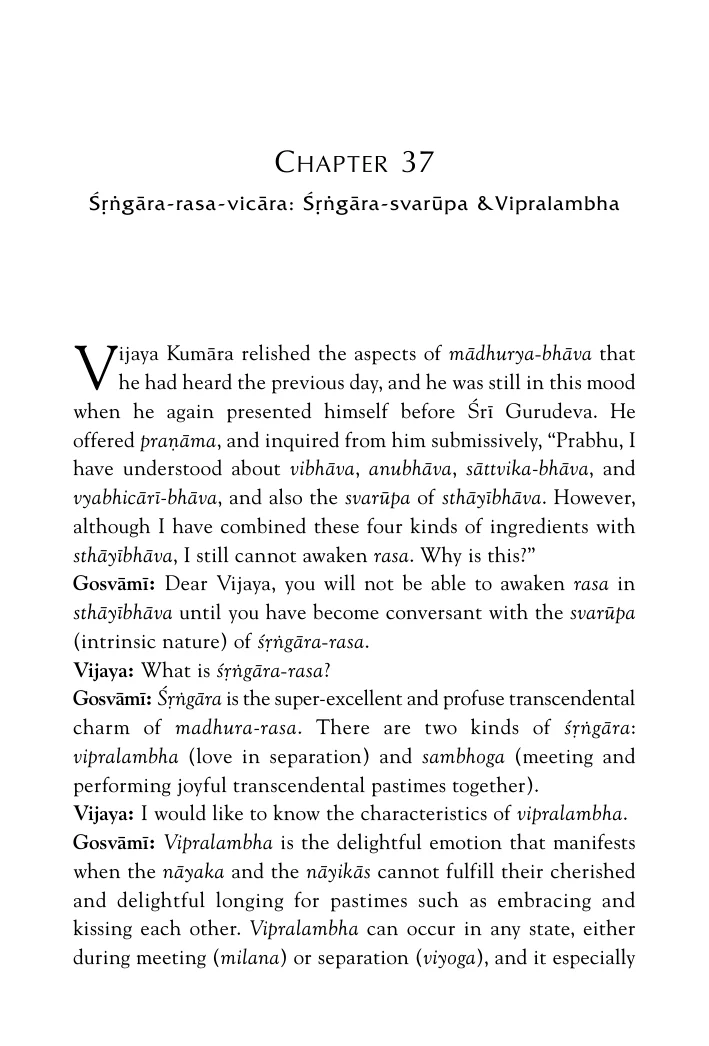 CHAPTER 37
Śṛṅgāra-rasa-vicāra: Śṛṅgāra-svarūpa &Vipralambha
Vijaya Kumāra relished the aspects of mādhurya-bhāva that
he had heard the previous day, and he was still in this mood
when he again presented himself before Śrī Gurudeva. He
offered praṇāma, and inquired from him submissively, “Prabhu, I
have understood about vibhāva, anubhāva, sāttvika-bhāva, and
vyabhicārī-bhāva, and also the svarūpa of sthāyībhāva. However,
although I have combined these four kinds of ingredients with
sthāyībhāva, I still cannot awaken rasa. Why is this?”
Gosvāmī: Dear Vijaya, you will not be able to awaken rasa in
sthāyībhāva until you have become conversant with the svarūpa
(intrinsic nature) of śṛṅgāra-rasa.
Vijaya: What is śṛṅgāra-rasa?
Gosvāmī: Śṛṅgāra is the super-excellent and profuse transcendental
charm of madhura-rasa. There are two kinds of śṛṅgāra:
vipralambha (love in separation) and sambhoga (meeting and
performing joyful transcendental pastimes together).
Vijaya: I would like to know the characteristics of vipralambha.
Gosvāmī: Vipralambha is the delightful emotion that manifests
when the nāyaka and the nāyikās cannot fulfill their cherished
and delightful longing for pastimes such as embracing and
kissing each other. Vipralambha can occur in any state, either
during meeting (milana) or separation (viyoga), and it especially